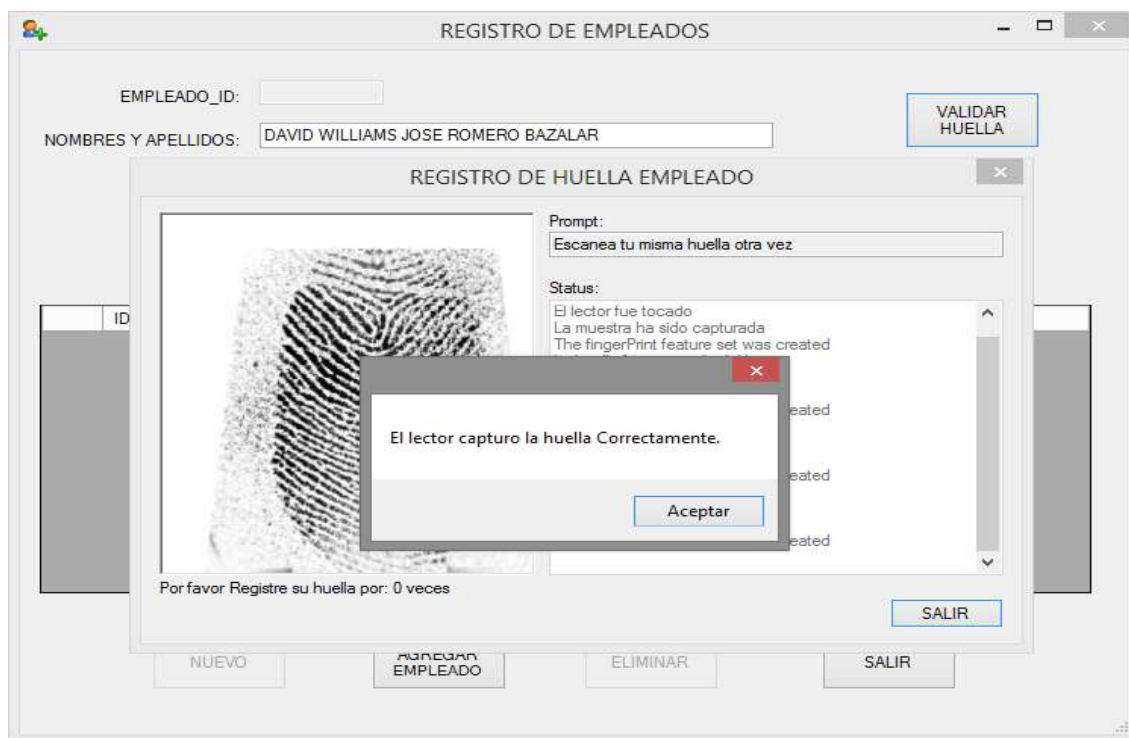 REGISTRO DE EMPLEADOS
EMPLEADO_ID:
VALIDAR
HUELLA
NOMBRES Y APELLIDOS: DAVID WILLIAMS JOSE ROMERO BAZALAR
REGISTRO DE HUELLA EMPLEADO
Prompt:
Escanea tu misma huella otra vez
Status:
ID
El lector fue tocado
La muestra ha sido capturada
The fingerPrint feature set was created
eated
El lector capturo la huella Correctamente.
eated
Aceptar
eated
Por favor Registre su huella por: 0 veces
SALIR
NUEVO
AGREGAR
EMPLEADO
ELIMINAR
SALIR